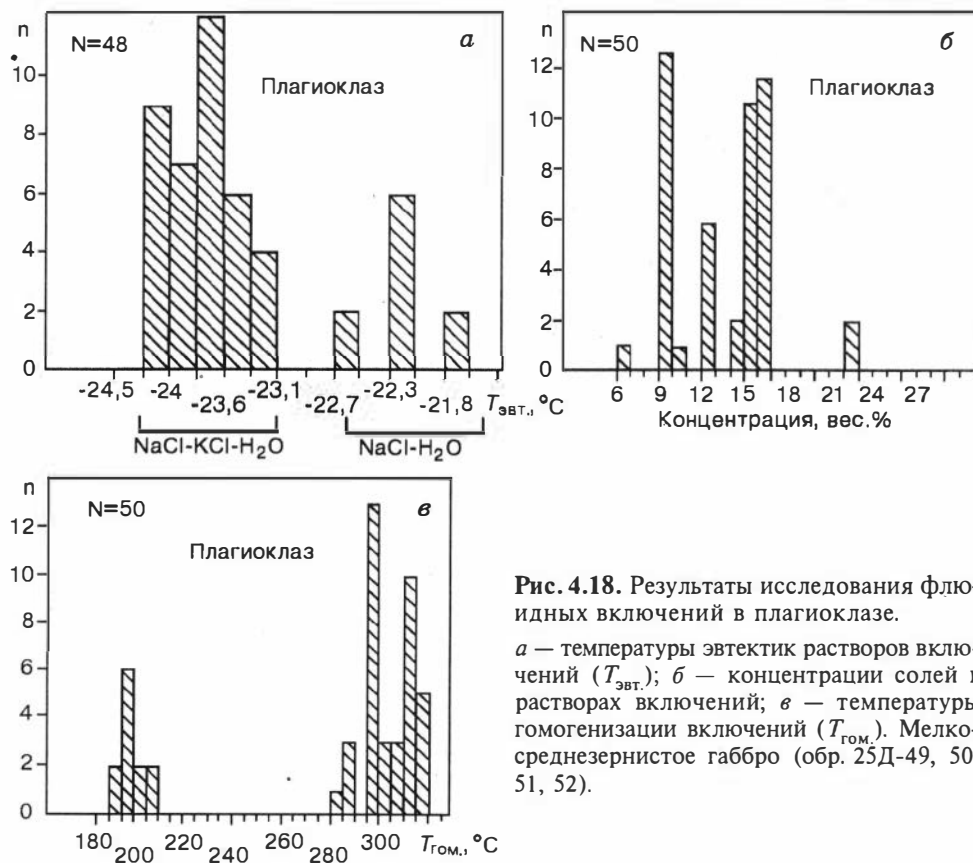 n
N=48
а
Плагиоклаз
10
8
6
4
2
0
-24,5
-24
-23,6
-23,1
-22,7
-22,3
-21,8
Tэвт., °C
NaCl-KCl-H2O
NaCl-H2O
n
N=50
б
Плагиоклаз
12
10
8
6
4
2
0
6
9
12
15
18
21
24
27
Концентрация, вес.%
n
N=50
в
Плагиоклаз
12
10
8
6
4
2
0
180
200
220
240
260
280
300
Tгом., °C
Рис. 4.18. Результаты исследования флю-
идных включений в плагиоклазе.
а — температуры эвтектик растворов вклю-
чений (Tэвт.); б — концентрации солей
растворах включений; в — температуры
гомогенизации включений (Tгом.). Мелко-
среднезернистое габбро (обр. 25Д-49, 50
51, 52).